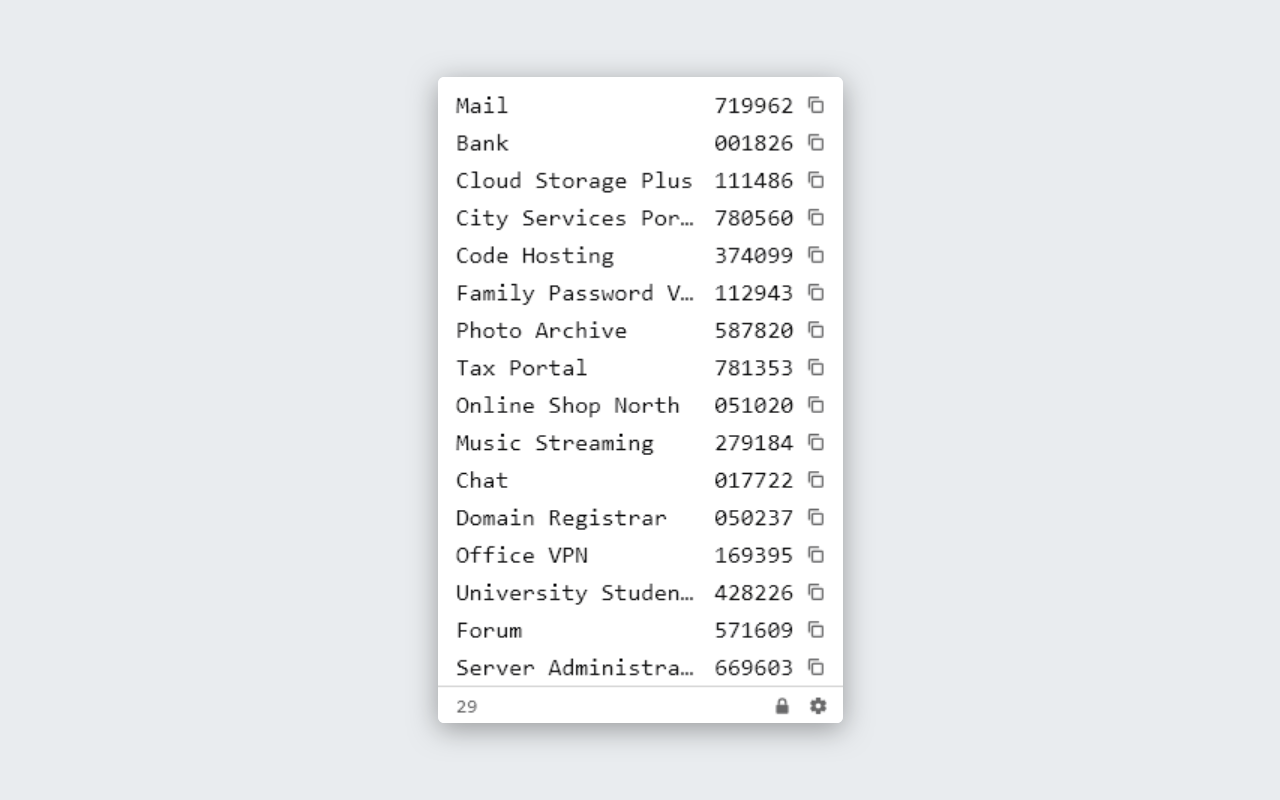 Mail 719962
Bank 001826
Cloud Storage Plus 111486
City Services Por… 780560
Code Hosting 374099
Family Password V… 112943
Photo Archive 587820
Tax Portal 781353
Online Shop North 051020
Music Streaming 279184
Chat 017722
Domain Registrar 050237
Office VPN 169395
University Studen… 428226
Forum 571609
Server Administra… 669603
29